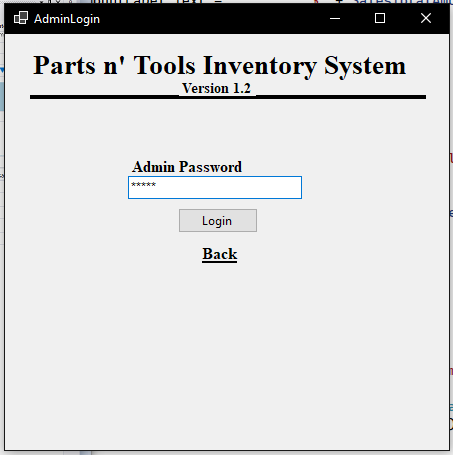 AdminLogin
Parts n' Tools Inventory System
Version 1.2
Admin Password
*****
Login
Back